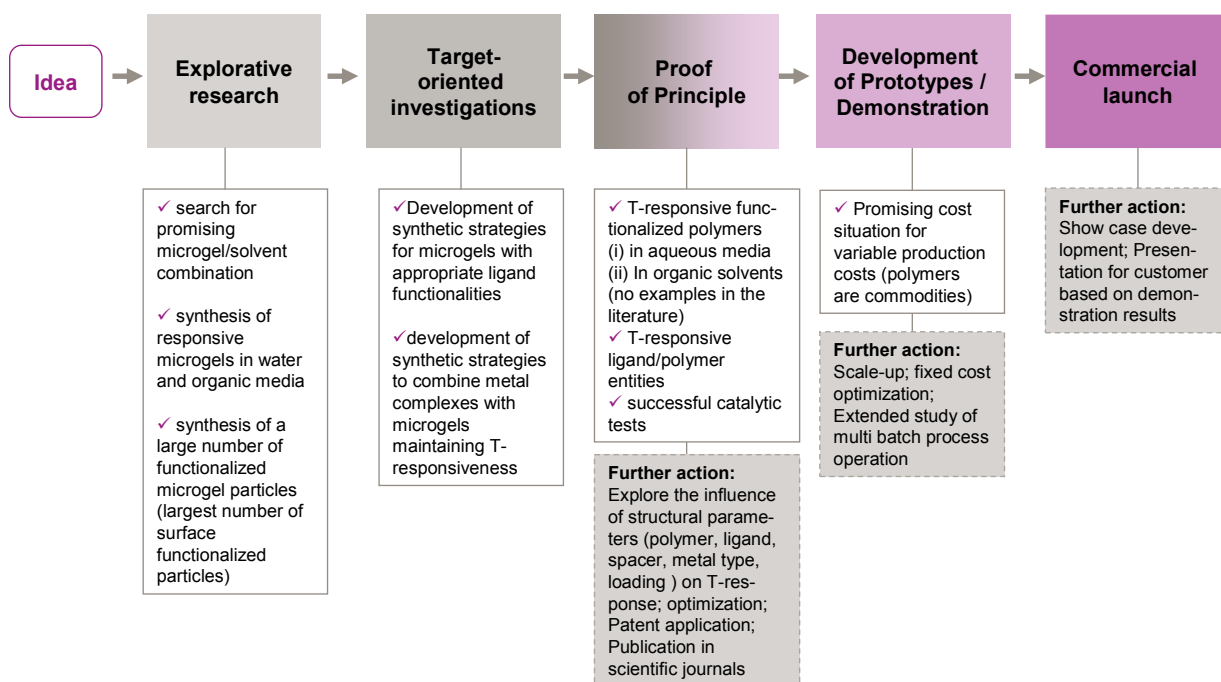 Idea
Explorative
research
Target-
oriented
investigations
Proof
of Principle
Development
of Prototypes /
Demonstration
Commercial
launch
✓ search for
promising
microgel/solvent
combination
✓ synthesis of
responsive
microgels in water
and organic media
✓ synthesis of a
large number of
functionalized
microgel particles
(largest number of
surface
functionalized
particles)
✓Development of
synthetic strategies
for microgels with
appropriate ligand
functionalities
✓ development of
synthetic strategies
to combine metal
complexes with
microgels
maintaining T-
responsiveness
✓ T-responsive func-
tionalized polymers
(i) in aqueous media
(ii) In organic solvents
(no examples in the
literature)
✓ T-responsive
ligand/polymer
entities
✓ successful catalytic
tests
Further action:
Explore the influence
of structural parame-
ters (polymer, ligand,
spacer, metal type,
loading ) on T-res-
ponse; optimization;
Patent application;
Publication in
scientific journals
✓ Promising cost
situation for
variable production
costs (polymers
are commodities)
Further action:
Scale-up; fixed cost
optimization;
Extended study of
multi batch process
operation
Further action:
Show case deve-
lopment; Presen-
tation for customer
based on demon-
stration results